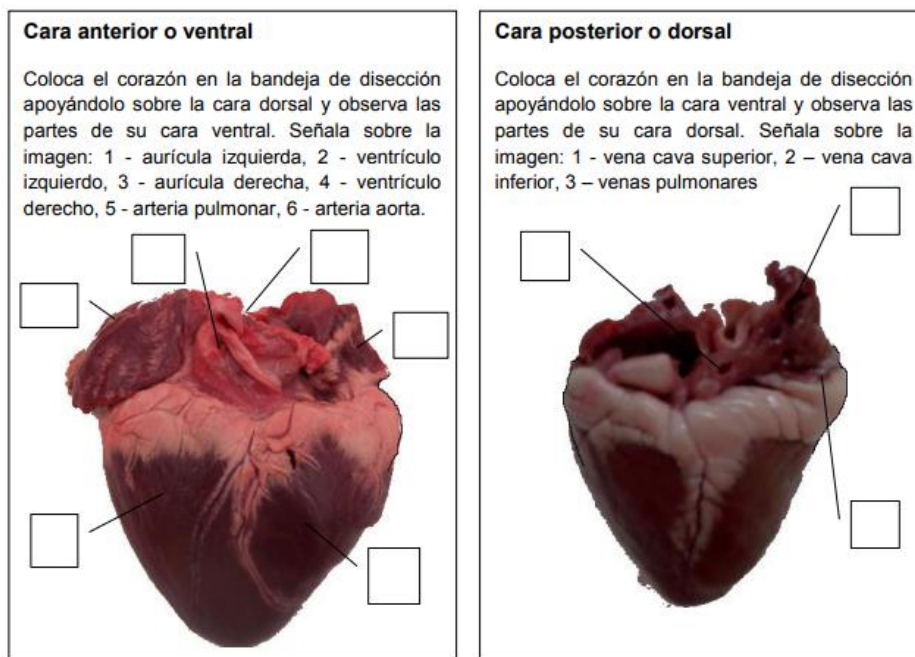 Cara anterior o ventral
Coloca el corazón en la bandeja de disección
apoyándolo sobre la cara dorsal y observa las
partes de su cara ventral. Señala sobre la
imagen: 1 - aurícula izquierda, 2 - ventrículo
izquierdo, 3 - aurícula derecha, 4 - ventrículo
derecho, 5 - arteria pulmonar, 6 - arteria aorta.
Cara posterior o dorsal
Coloca el corazón en la bandeja de disección
apoyándolo sobre la cara ventral y observa las
partes de su cara dorsal. Señala sobre la
imagen: 1 - vena cava superior, 2 – vena cava
inferior, 3 – venas pulmonares